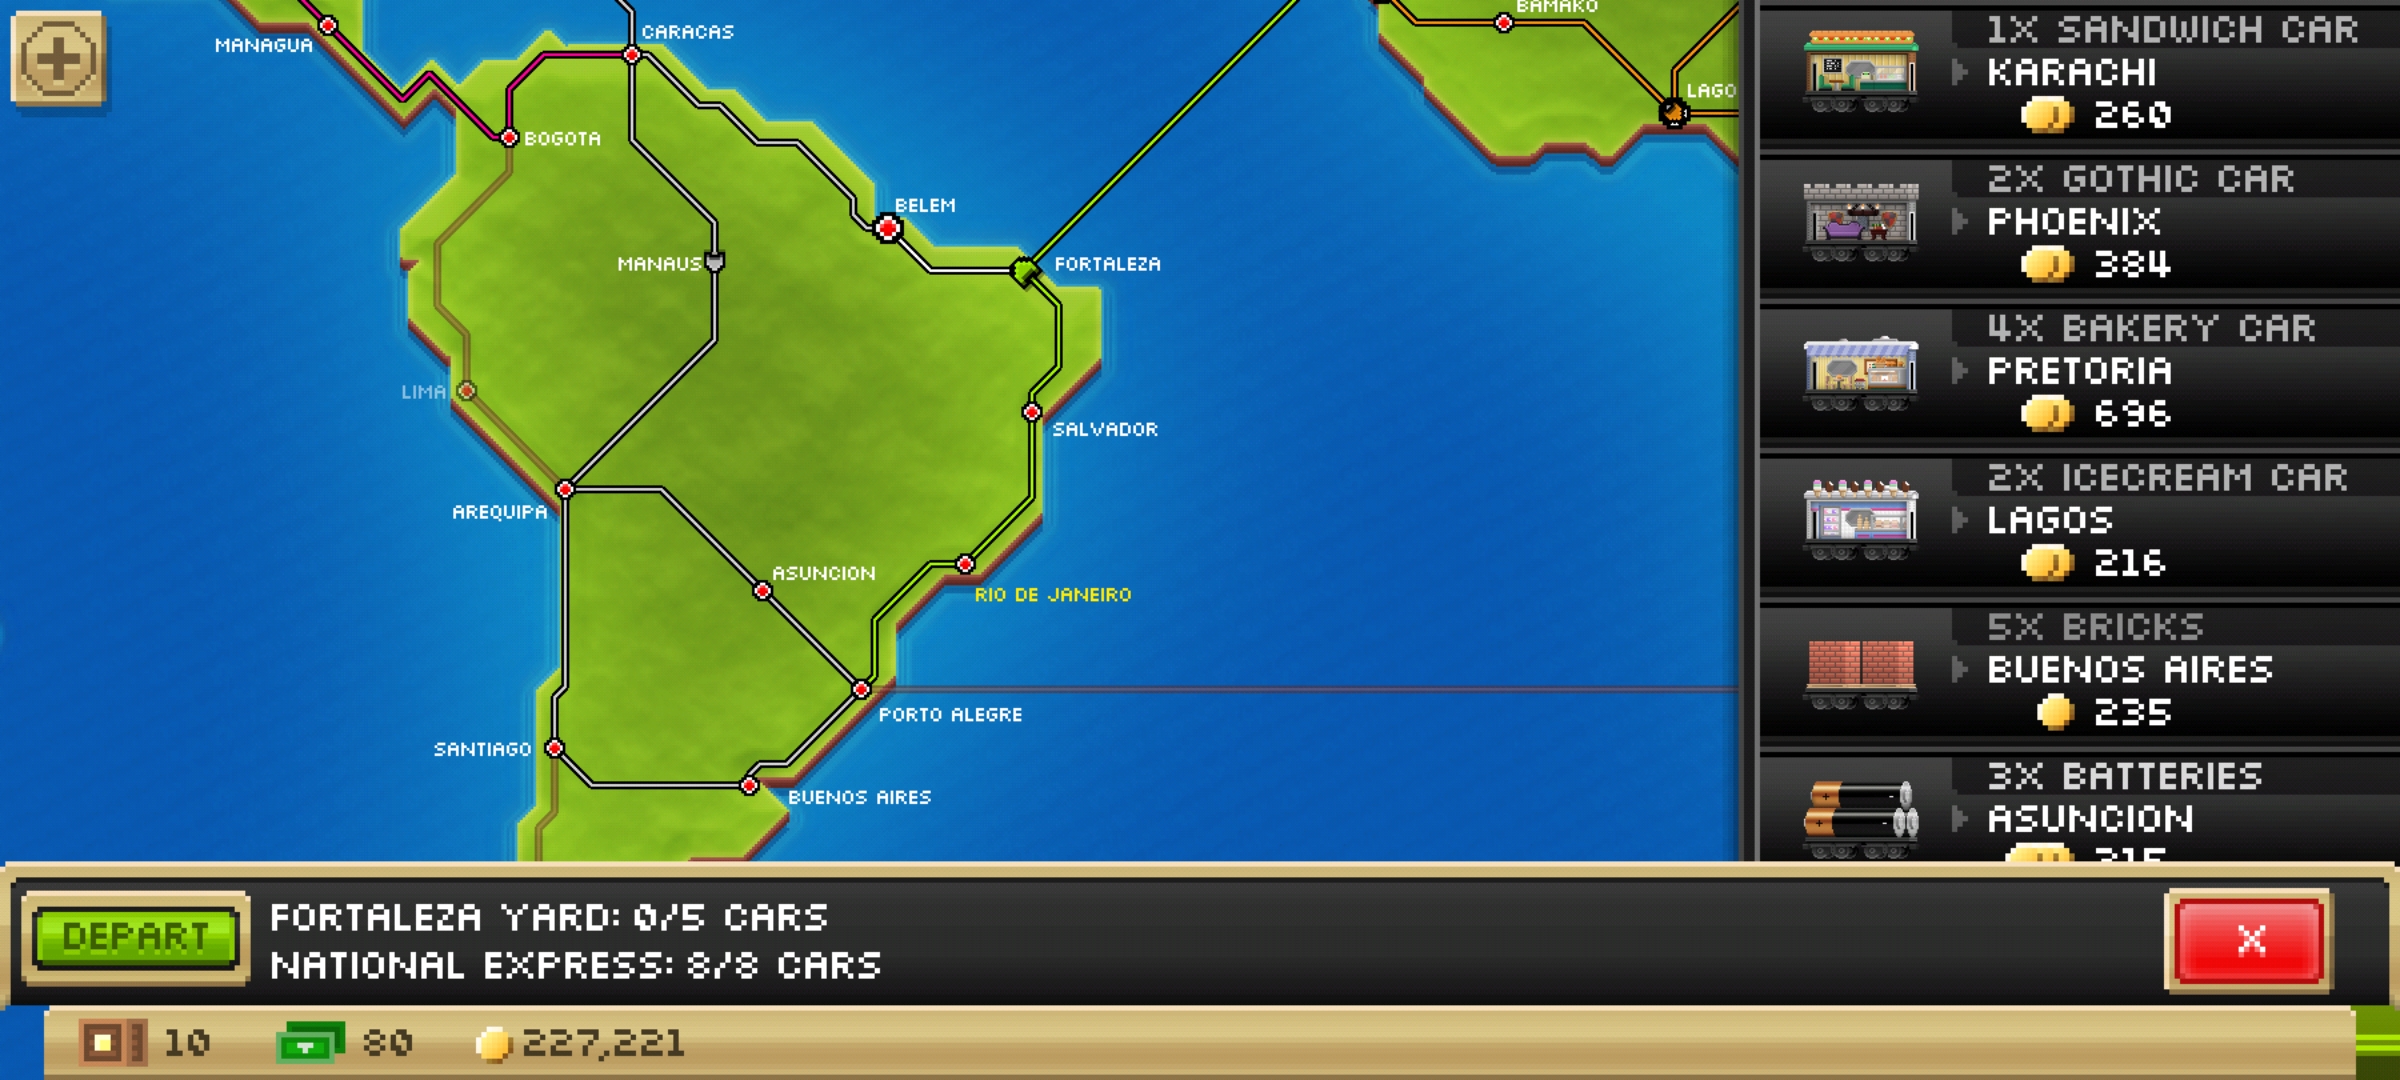 BAMAKO
CARACAS
MANAGUA
LAGO
BOGOTA
BELEM
MANAUS
FORTALEZA
LIMA
SALVADOR
AREQUIPA
ASUNCION
RIO DE JANEIRO
PORTO ALEGRE
SANTIAGO
BUENOS AIRES
1X SANDWICH CAR
KARACHI
260
2X GOTHIC CAR
PHOENIX
384
4X BAKERY CAR
PRETORIA
696
2X ICECREAM CAR
LAGOS
216
5X BRICKS
BUENOS AIRES
235
3X BATTERIES
ASUNCION
DEPART
FORTALEZA YARD: 0/5 CARS
NATIONAL EXPRESS: 8/8 CARS
X
10
80
227,221